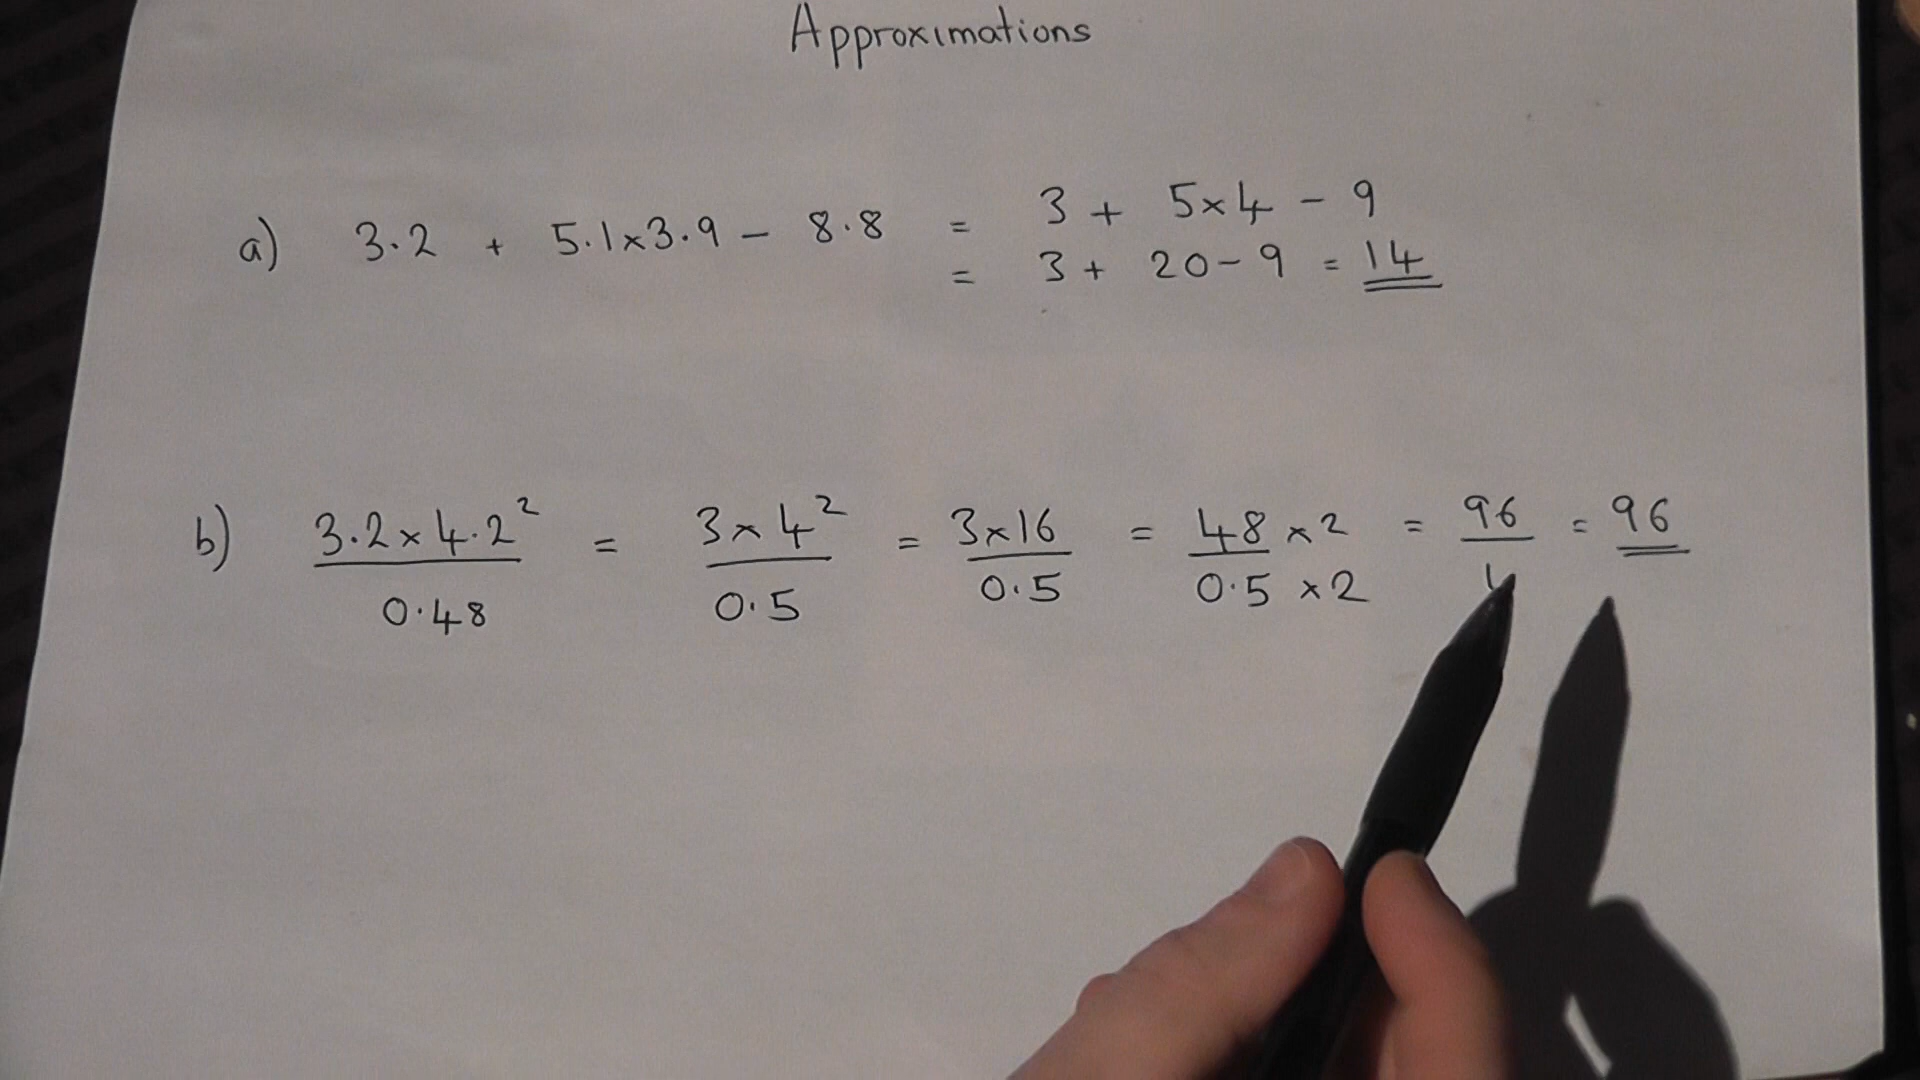 Approximations
a) 3.2 + 5.1×3.9 − 8.8 = 3 + 5×4 − 9
= 3 + 20 − 9 = 14
b) 3.2×4.2² / 0.48 = 3×4² / 0.5 = 3×16 / 0.5 = 48 ×2 / 0.5 ×2 = 96 / 1 = 96